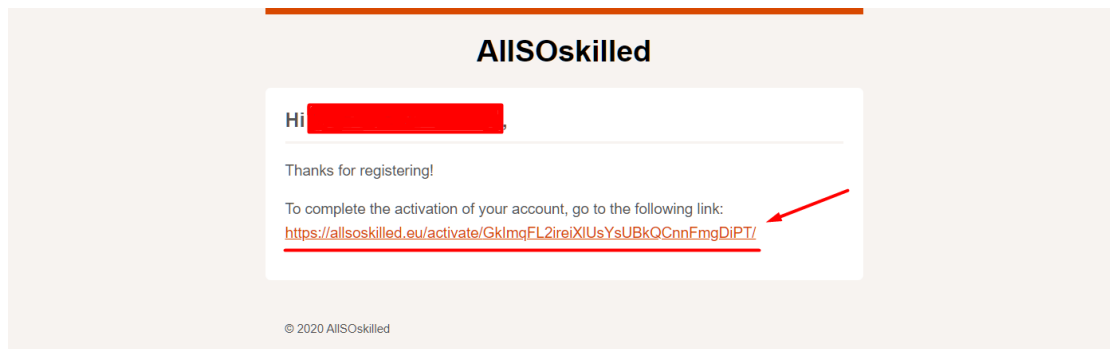 AllSOskilled
Hi ,
Thanks for registering!
To complete the activation of your account, go to the following link:
https://allsoskilled.eu/activate/GkImqFL2ireiXlUsYsUBkQCnnFmgDiPT/
© 2020 AllSOskilled